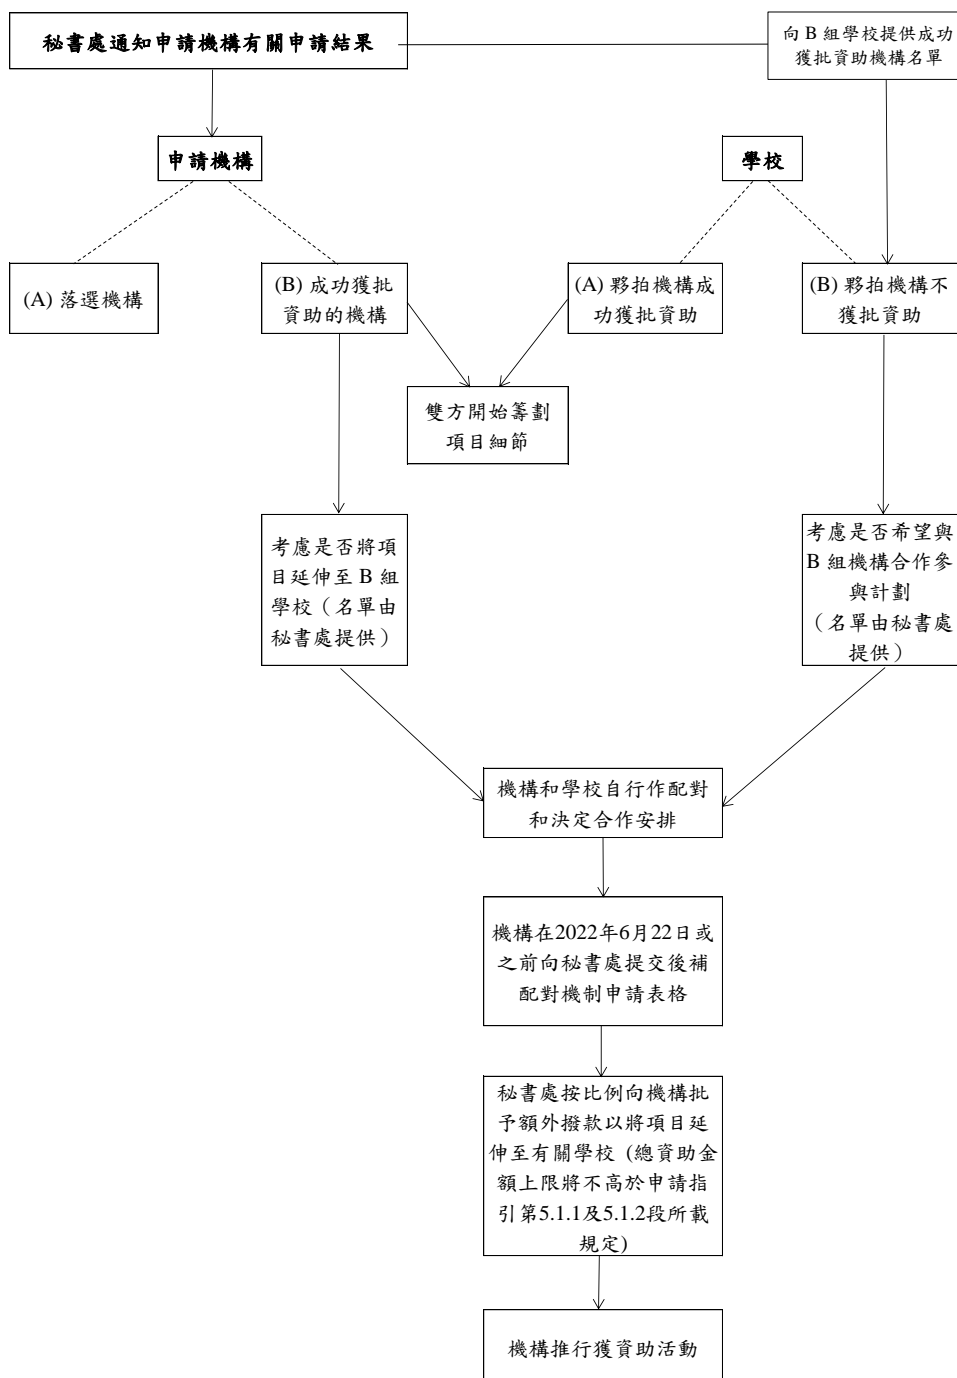 秘書處通知申請機構有關申請結果
向 B 組學校提供成功
獲批資助機構名單
申請機構
學校
(A) 落選機構
(B) 成功獲批
資助的機構
(A) 夥拍機構成
功獲批資助
(B) 夥拍機構不
獲批資助
雙方開始籌劃
項目細節
考慮是否將項
目延伸至 B 組
學校（名單由
秘書處提供）
考慮是否希望與
B 組機構合作參
與計劃
（名單由秘書處
提供）
機構和學校自行作配對
和決定合作安排
機構在2022年6月22日或
之前向秘書處提交後補
配對機制申請表格
秘書處按比例向機構批
予額外撥款以將項目延
伸至有關學校 (總資助金
額上限將不高於申請指
引第5.1.1及5.1.2段所載
規定)
機構推行獲資助活動